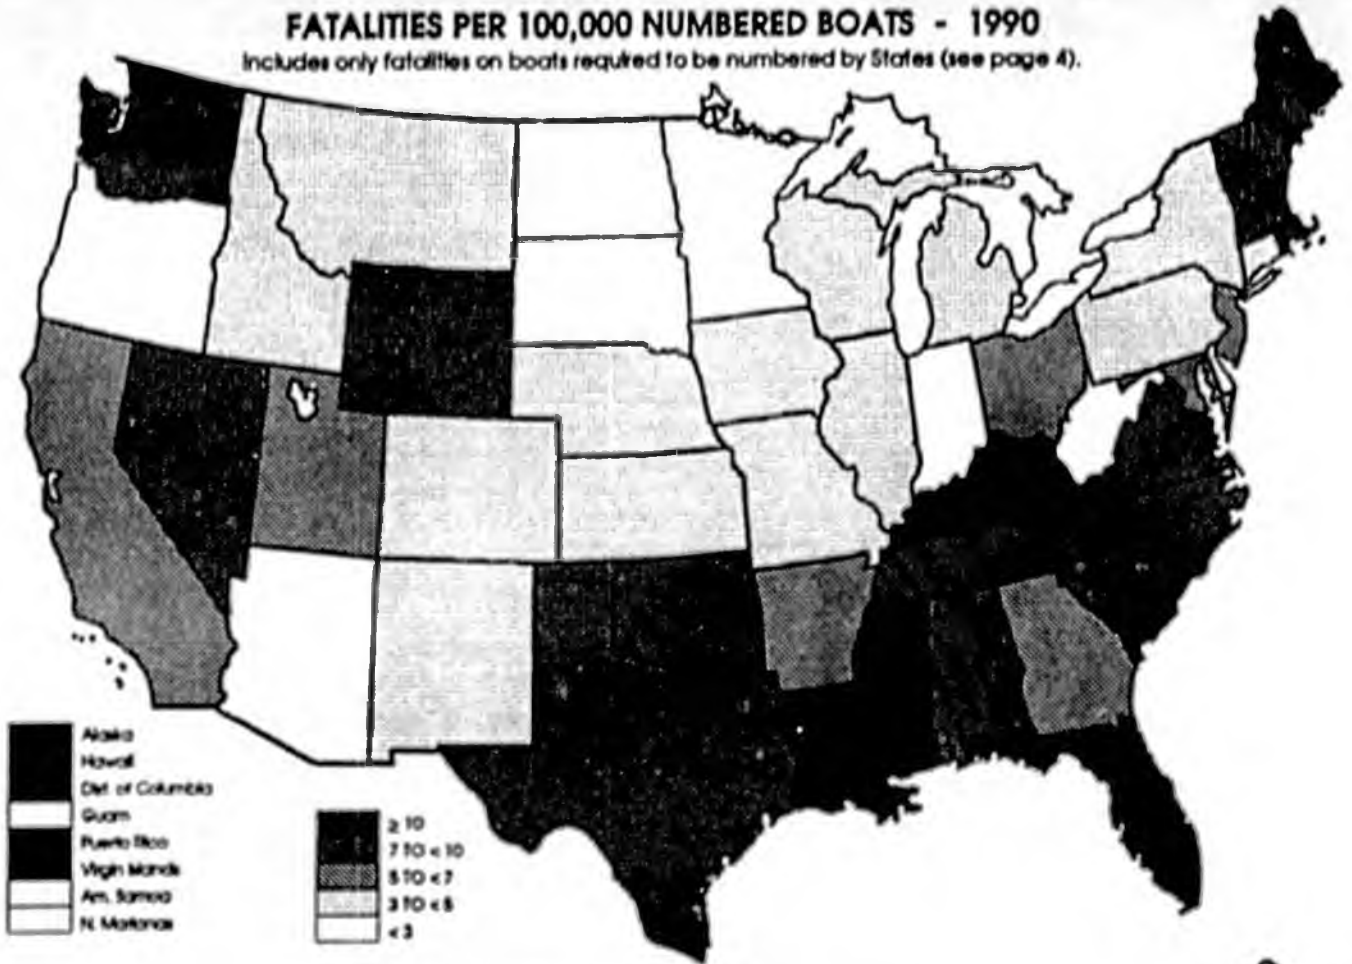 FATALITIES PER 100,000 NUMBERED BOATS - 1990
Includes only fatalities on boats required to be numbered by States (see page 4).
Alaska
Hawaii
Dist. of Columbia
Guam
Puerto Rico
Virgin Islands
Am. Samoa
N. Marianas
≥ 10
7 TO < 10
5 TO < 7
3 TO < 5
< 3